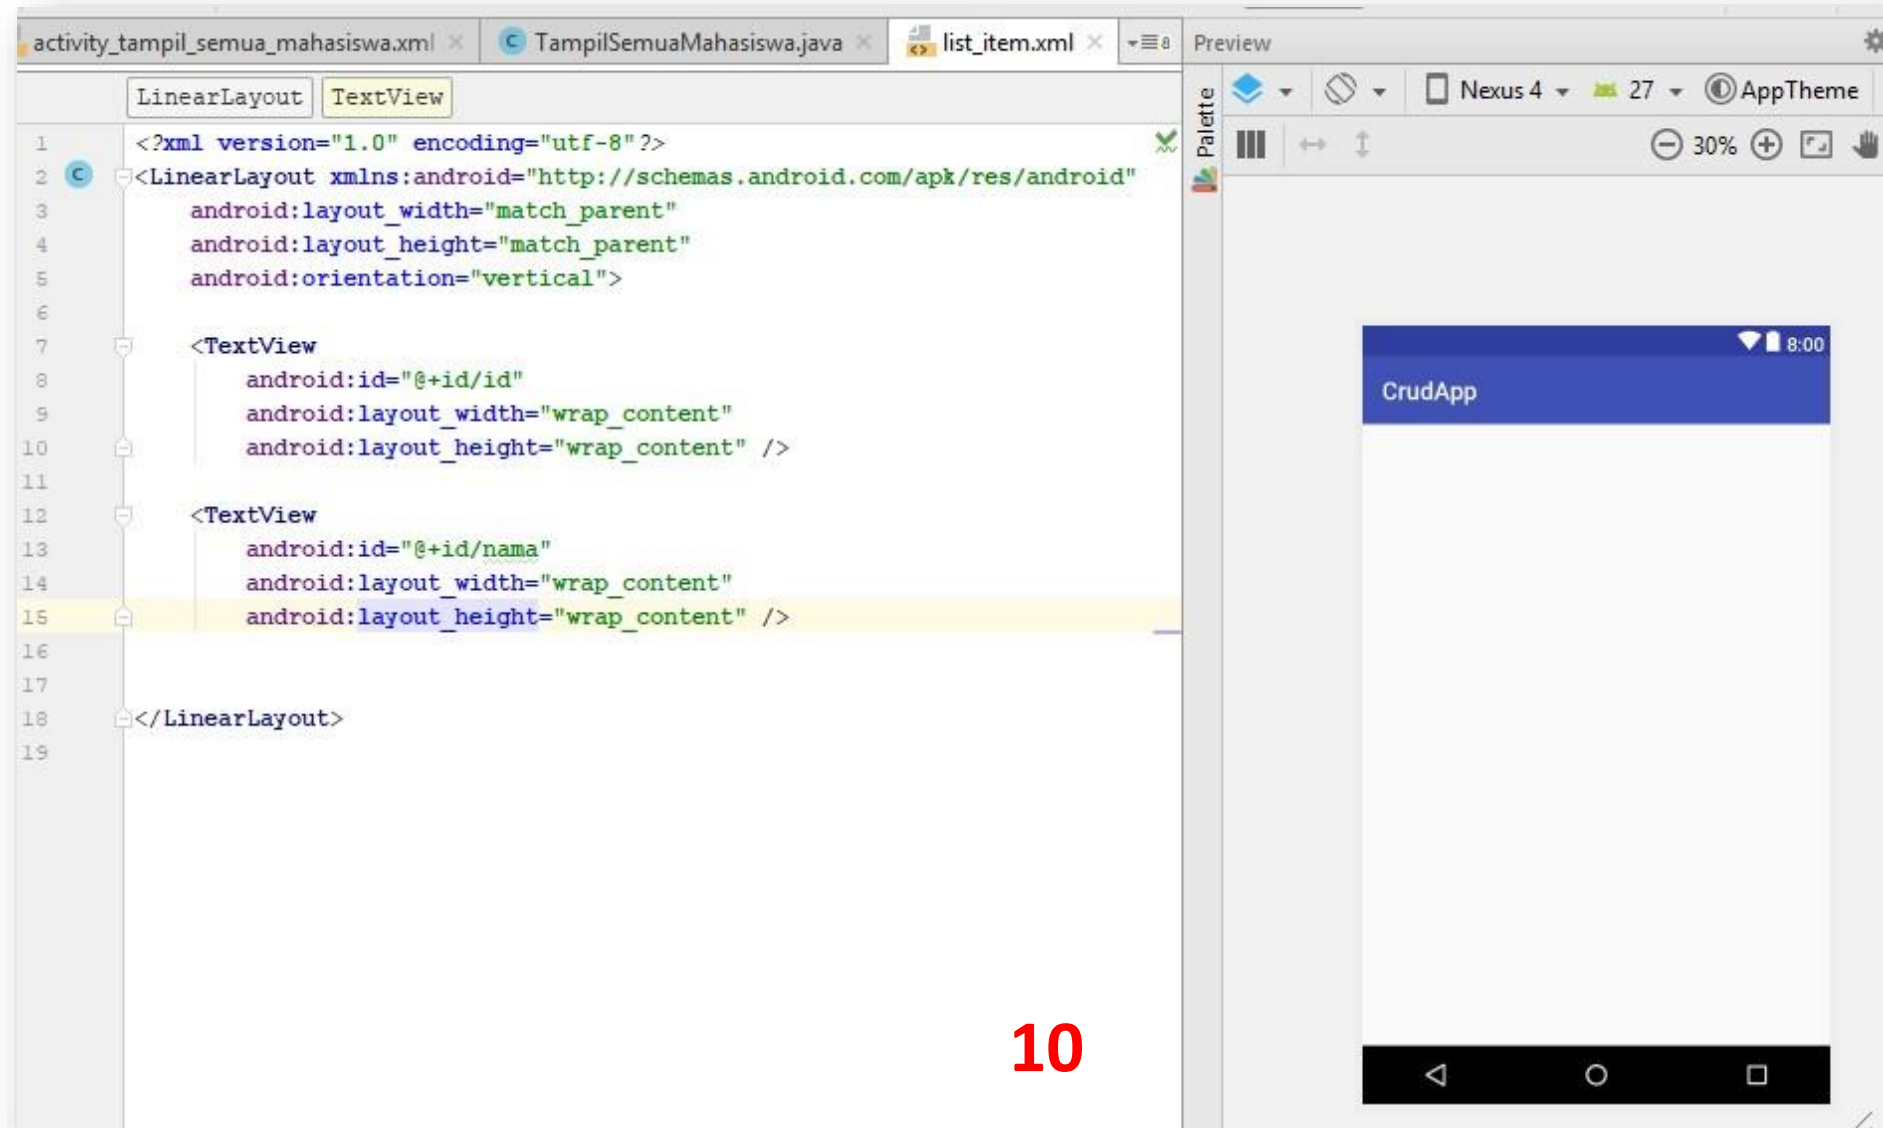 activity_tampil_semua_mahasiswa.xml
C TampilSemuaMahasiswa.java
list_item.xml
8
Preview
LinearLayout
TextView
Palette
Nexus 4
27
AppTheme
30%
1 <?xml version="1.0" encoding="utf-8"?>
2 C <LinearLayout xmlns:android="http://schemas.android.com/apk/res/android"
3     android:layout_width="match_parent"
4     android:layout_height="match_parent"
5     android:orientation="vertical">
6
7     <TextView
8         android:id="@+id/id"
9         android:layout_width="wrap_content"
10         android:layout_height="wrap_content" />
11
12     <TextView
13         android:id="@+id/nama"
14         android:layout_width="wrap_content"
15         android:layout_height="wrap_content" />
16
17
18 </LinearLayout>
19
8:00
CrudApp
10